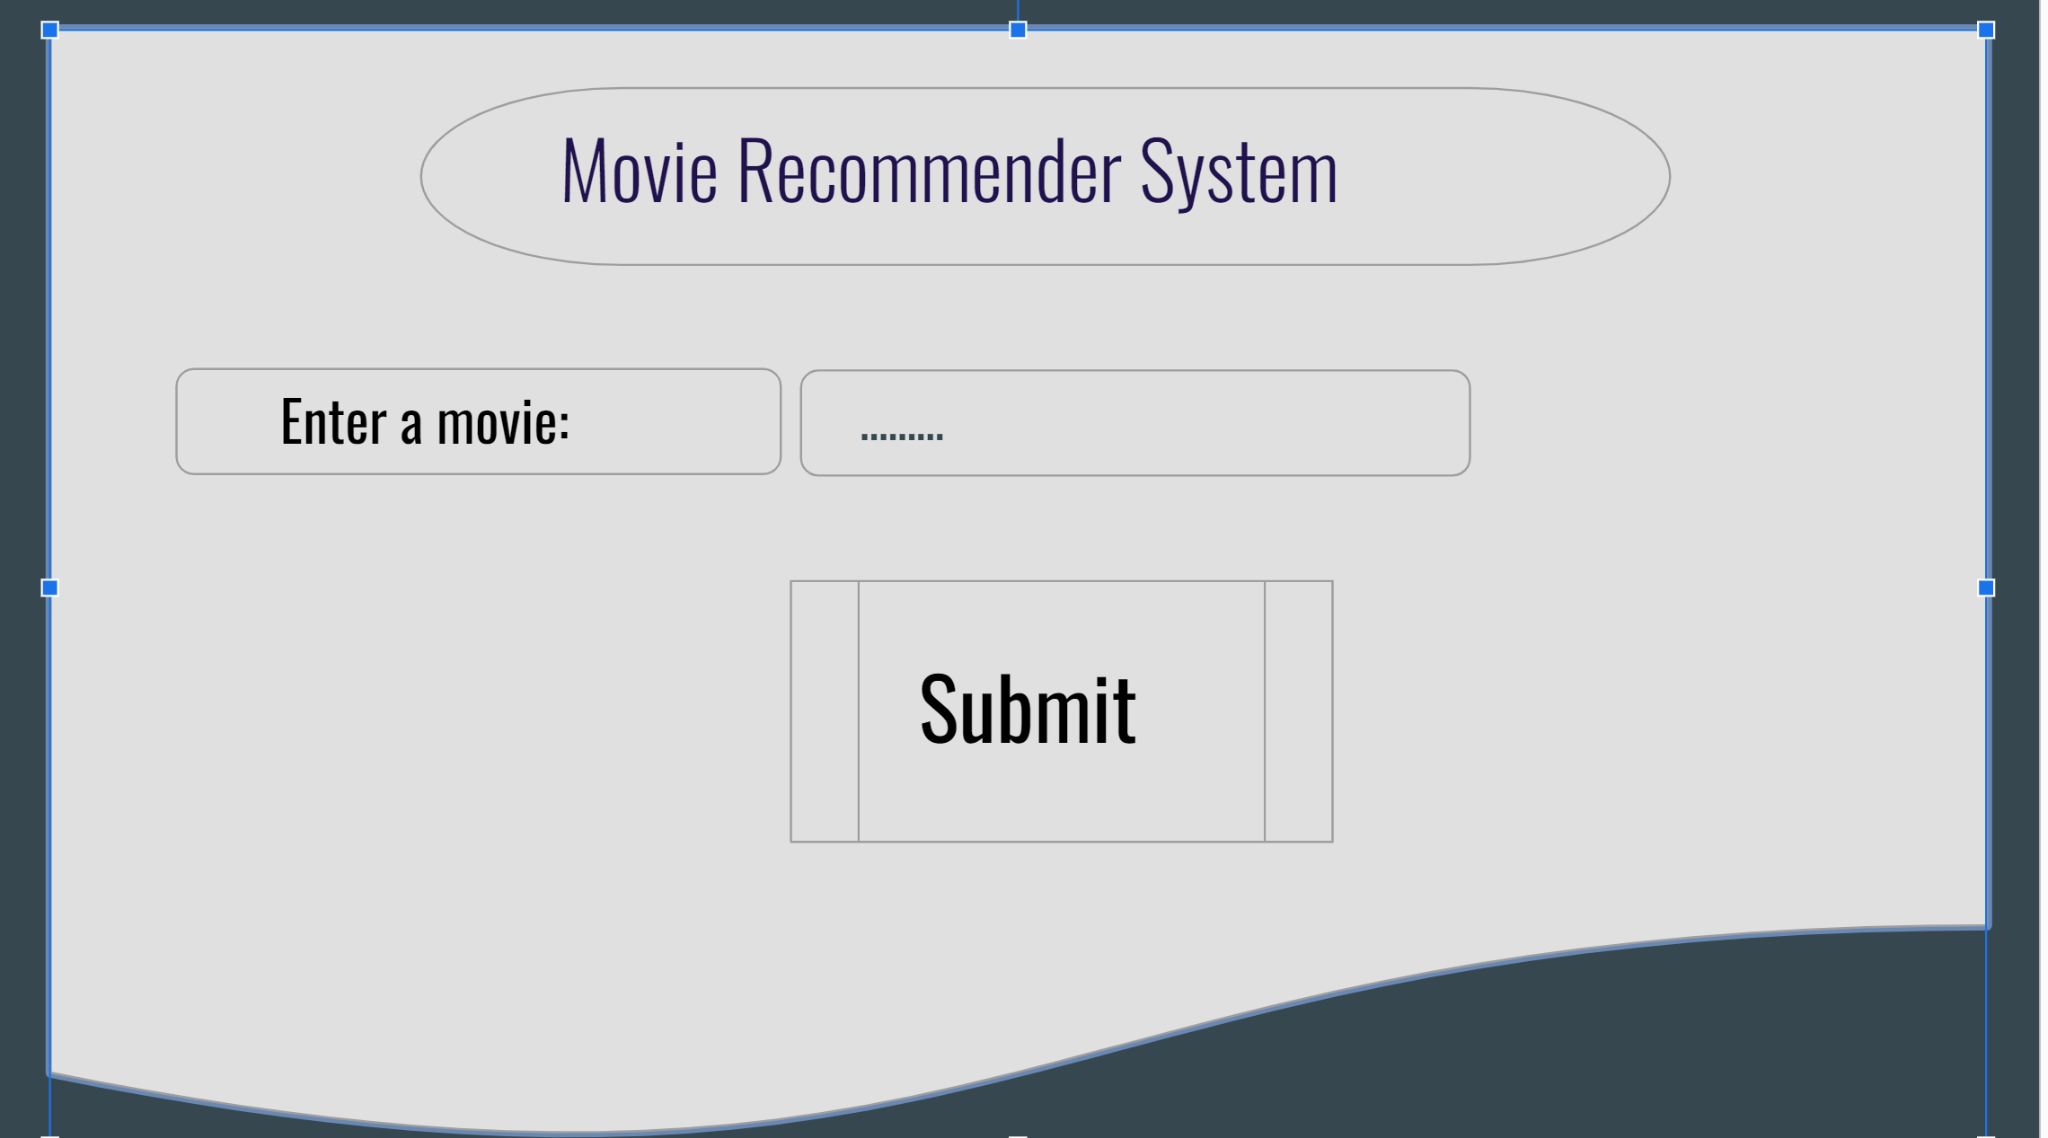 Movie Recommender System
Enter a movie:
.........
Submit